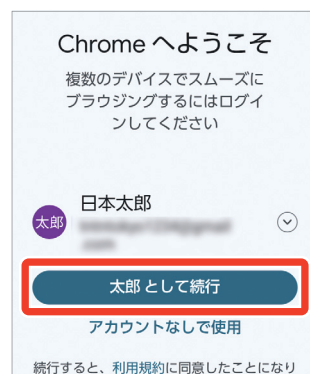 Chrome へようこそ
複数のデバイスでスムーズに
ブラウジングするにはログイ
ンしてください
日本太郎
太郎
太郎 として続行
アカウントなしで使用
続行すると、利用規約に同意したことになり